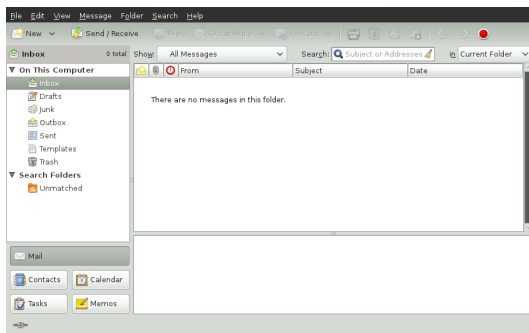 File Edit View Message Folder Search Help
New Send / Receive Reply Group Reply Forward
Inbox 0 total Show: All Messages Search: Subject or Addresses in Current Folder
On This Computer
From Subject Date
Inbox
There are no messages in this folder.
Drafts
Junk
Outbox
Sent
Templates
Trash
Search Folders
Unmatched
Mail
Contacts Calendar
Tasks Memos